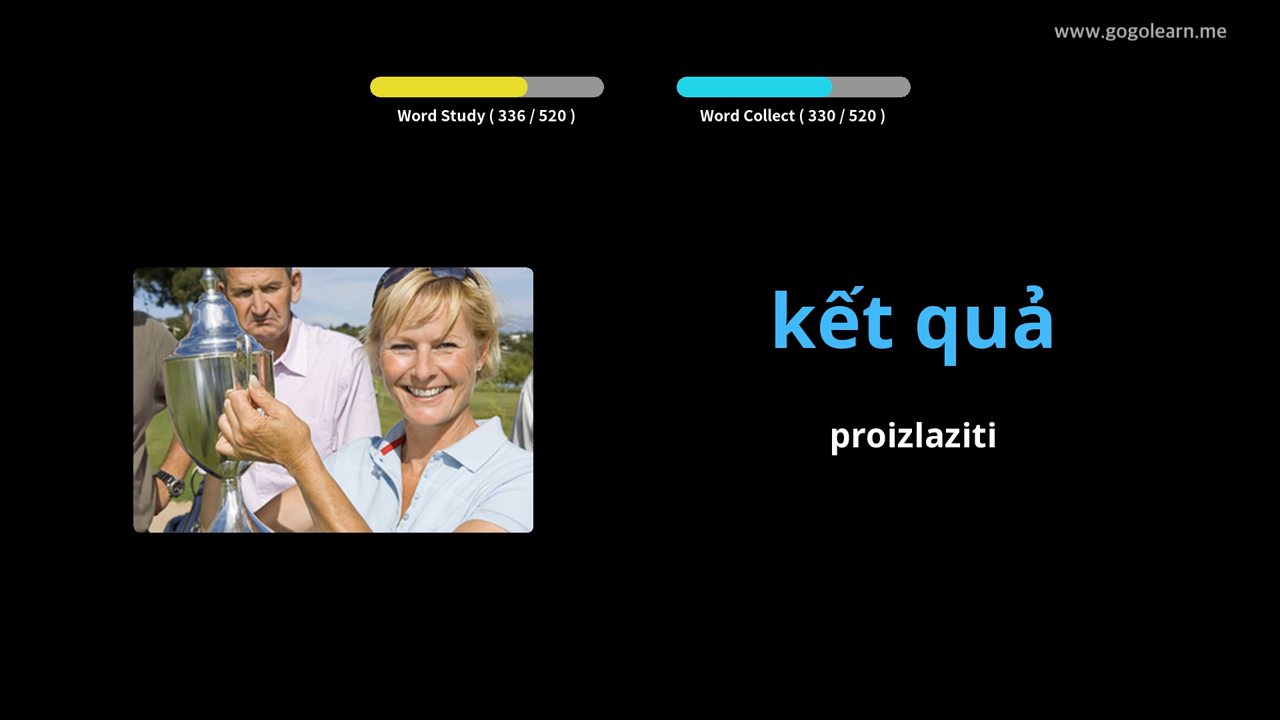 www.gogolearn.me
Word Study ( 336 / 520 )
Word Collect ( 330 / 520 )
kết quả
proizlaziti